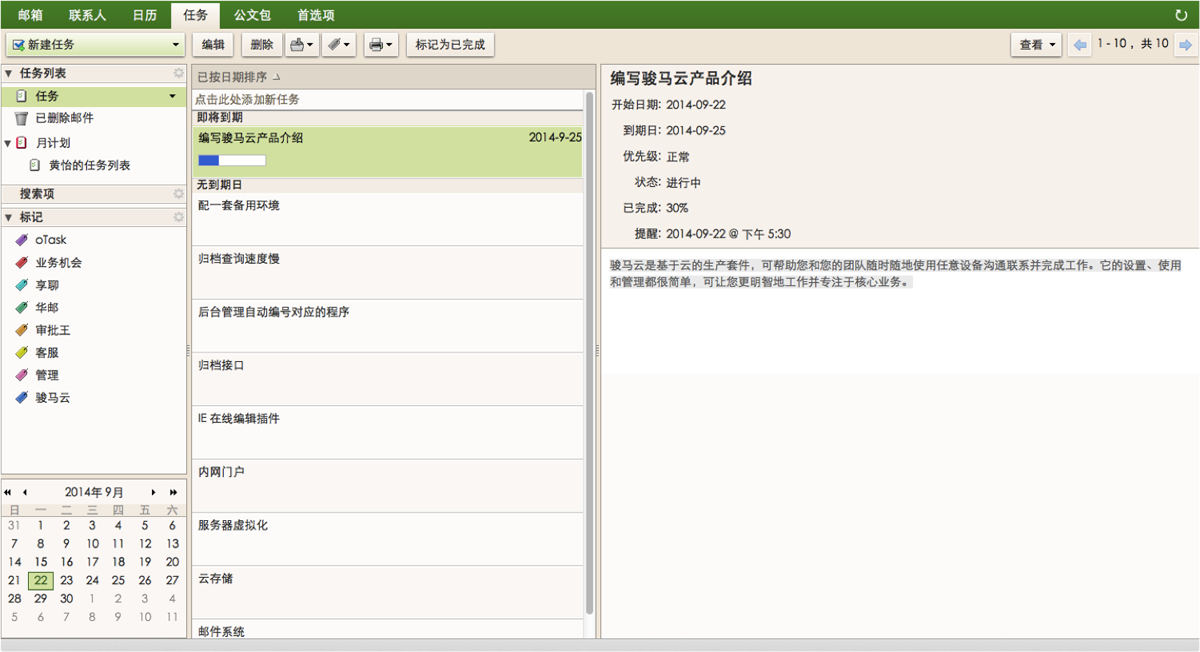 邮箱 联系人 日历 任务 公文包 首选项
新建任务 编辑 删除 标记为已完成 查看 1 - 10 ，共 10
任务列表
任务
已删除邮件
月计划
黄怡的任务列表
搜索项
标记
oTask
业务机会
享聊
华邮
审批王
客服
管理
骏马云
2014年 9月
日 一 二 三 四 五 六
31 1 2 3 4 5 6
7 8 9 10 11 12 13
14 15 16 17 18 19 20
21 22 23 24 25 26 27
28 29 30 1 2 3 4
5 6 7 8 9 10 11
已按日期排序
点击此处添加新任务
即将到期
编写骏马云产品介绍 2014-9-25
无到期日
配一套备用环境
归档查询速度慢
后台管理自动编号对应的程序
归档接口
IE 在线编辑插件
内网门户
服务器虚拟化
云存储
邮件系统
编写骏马云产品介绍
开始日期: 2014-09-22
到期日: 2014-09-25
优先级: 正常
状态: 进行中
已完成: 30%
提醒: 2014-09-22 @ 下午 5:30
骏马云是基于云的生产套件，可帮助您和您的团队随时随地使用任意设备沟通联系并完成工作。它的设置、使用
和管理都很简单，可让您更明智地工作并专注于核心业务。